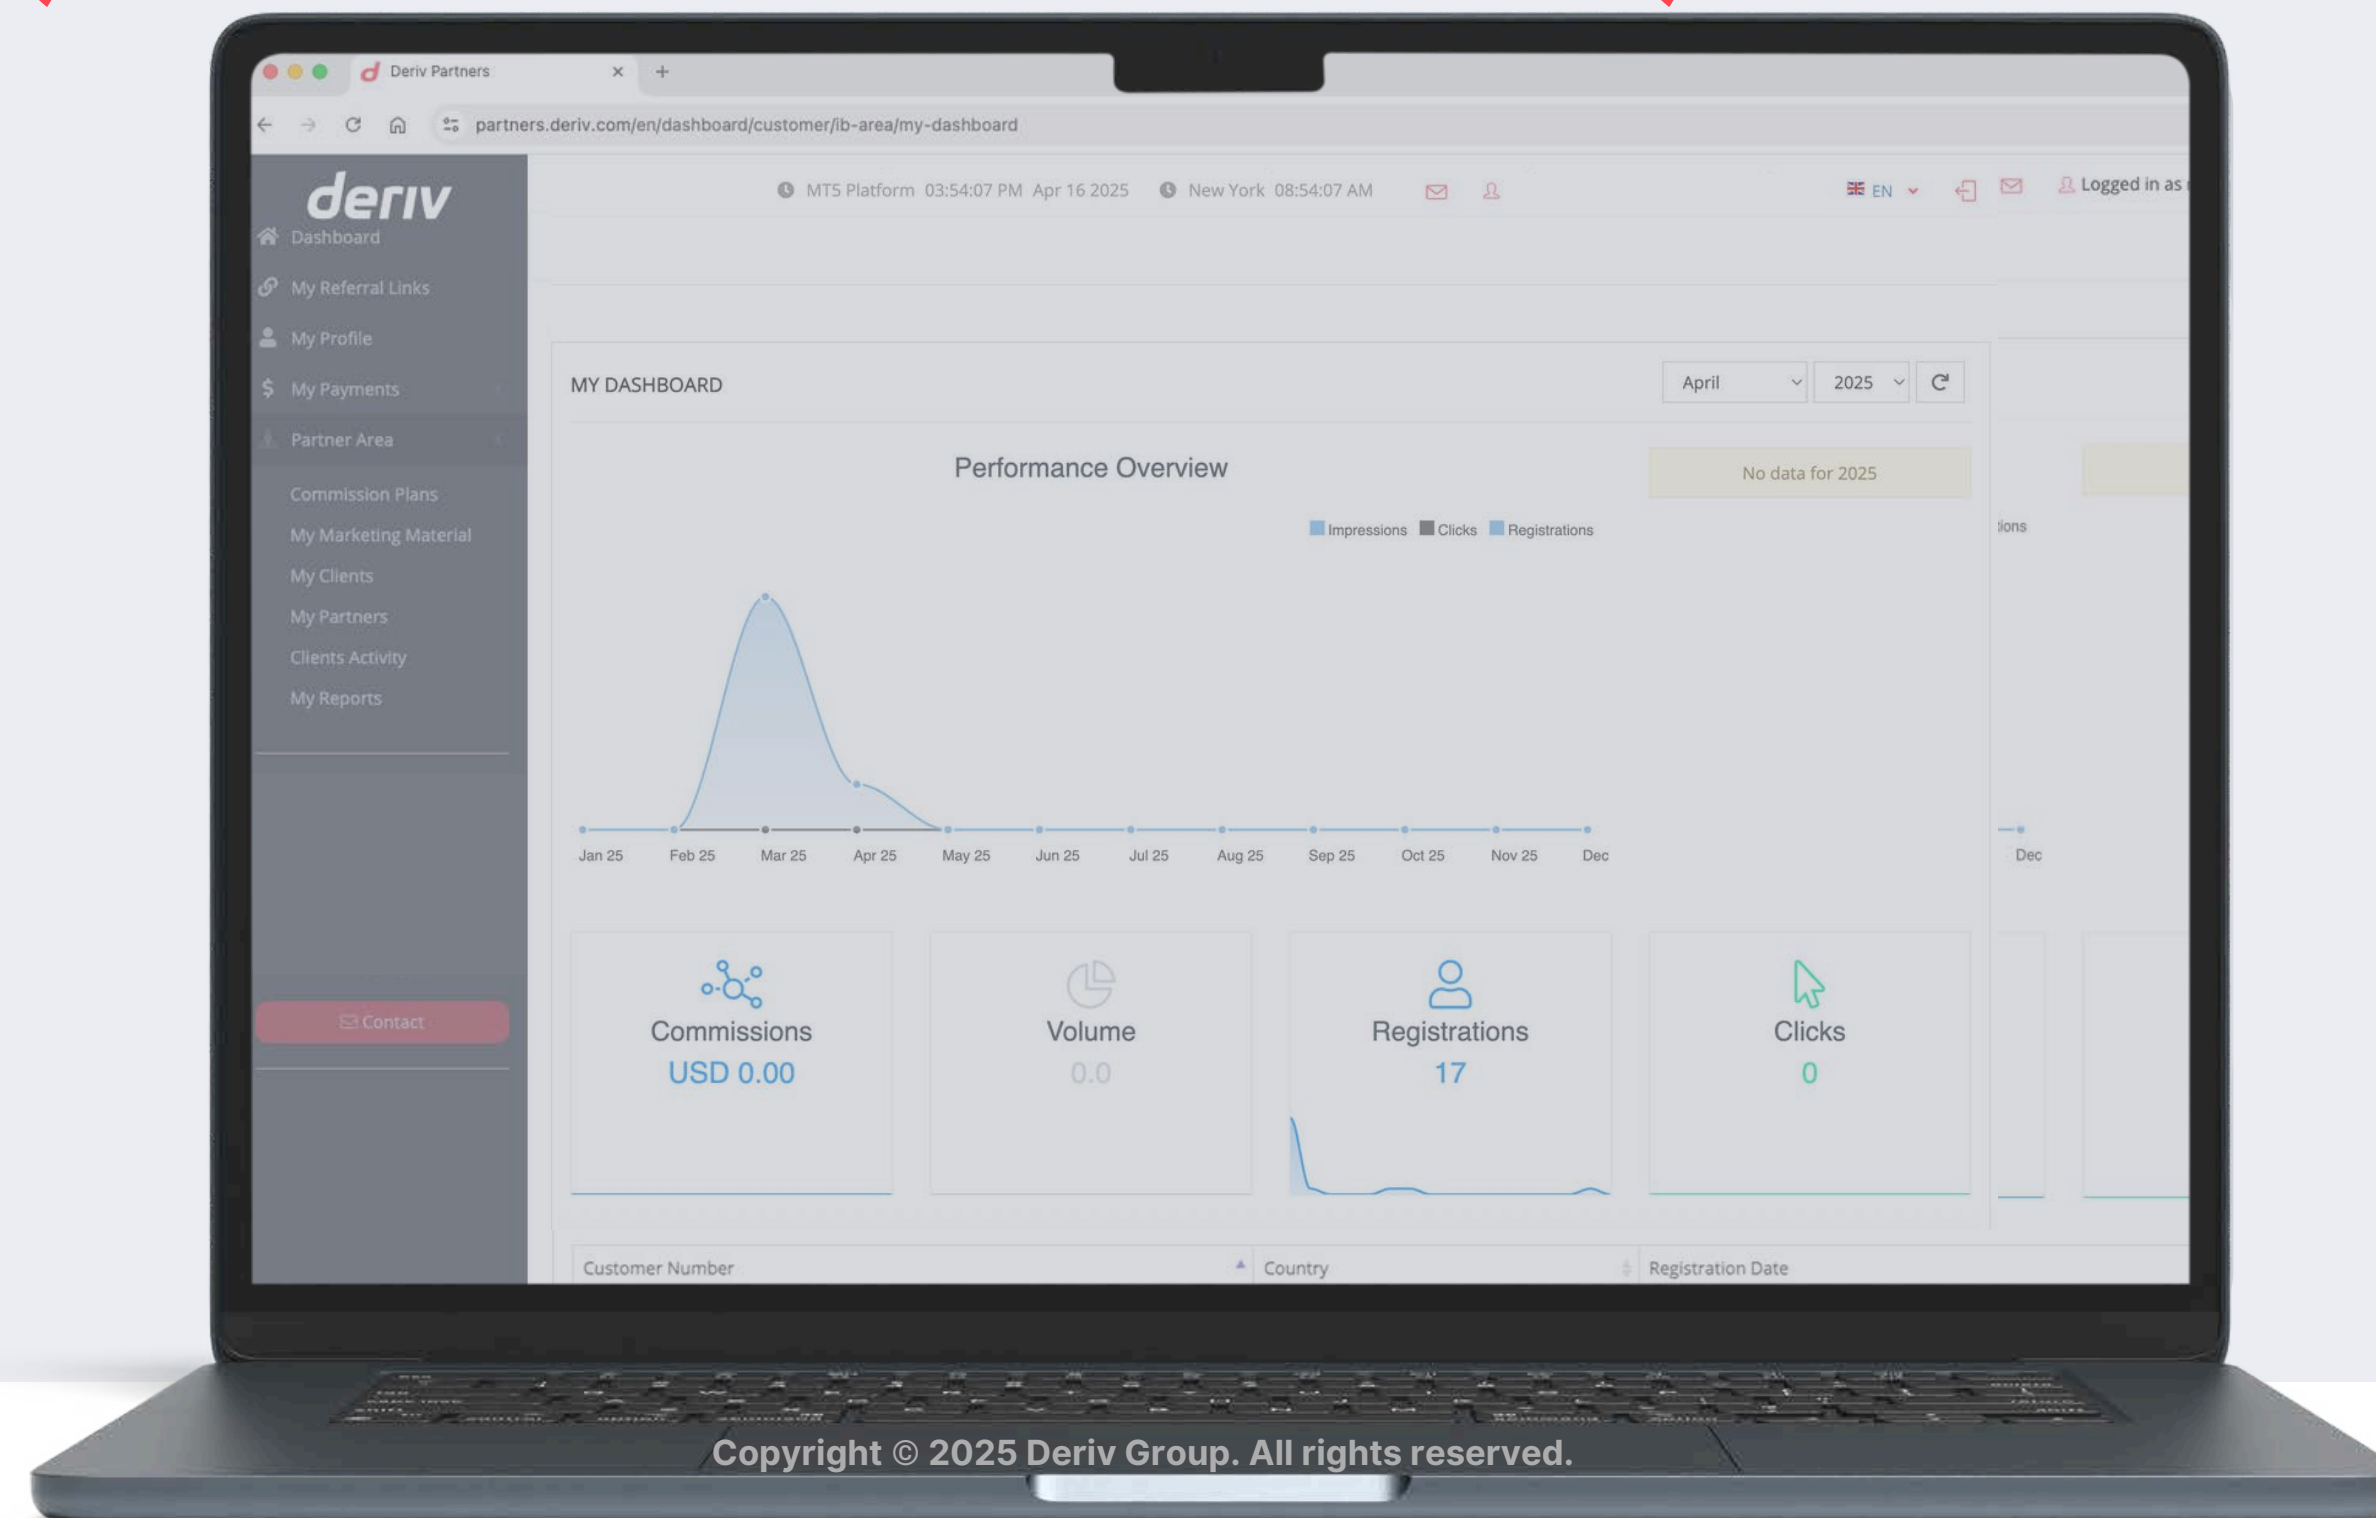 Deriv Partners
partners.deriv.com/en/dashboard/customer/ib-area/my-dashboard
deriv
MT5 Platform 03:54:07 PM Apr 16 2025 New York 08:54:07 AM
EN
Logged in as
Dashboard
My Referral Links
My Profile
My Payments
Partner Area
Commission Plans
My Marketing Material
My Clients
My Partners
Clients Activity
My Reports
Contact
MY DASHBOARD
April 2025
Performance Overview
No data for 2025
Impressions Clicks Registrations
tions
Jan 25 Feb 25 Mar 25 Apr 25 May 25 Jun 25 Jul 25 Aug 25 Sep 25 Oct 25 Nov 25 Dec
Dec
Commissions
USD 0.00
Volume
0.0
Registrations
17
Clicks
0
Customer Number Country Registration Date
Copyright © 2025 Deriv Group. All rights reserved.